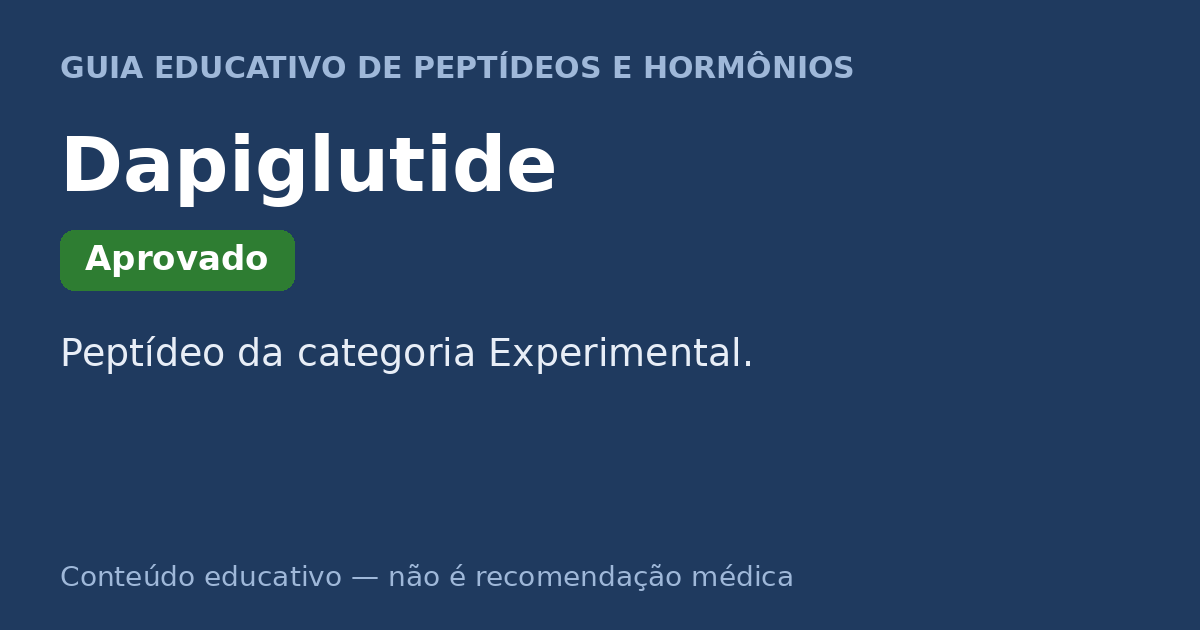 GUIA EDUCATIVO DE PEPTÍDEOS E HORMÔNIOS
Dapiglutide
Aprovado
Peptídeo da categoria Experimental.
Conteúdo educativo — não é recomendação médica